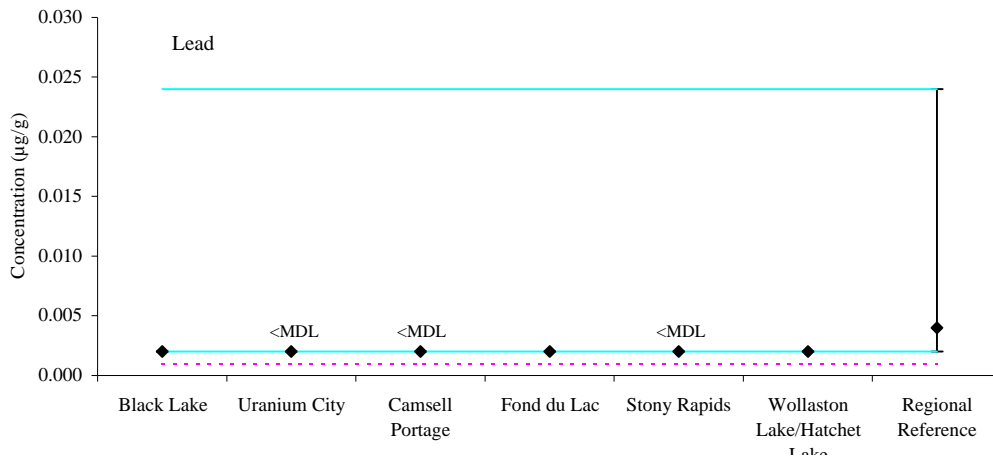 0.030
Lead
0.025
0.020
0.015
0.010
0.005
0.000
Concentration (µg/g)
<MDL
<MDL
<MDL
Black Lake
Uranium City
Camsell
Portage
Fond du Lac
Stony Rapids
Wollaston
Lake/Hatchet
Lake
Regional
Reference